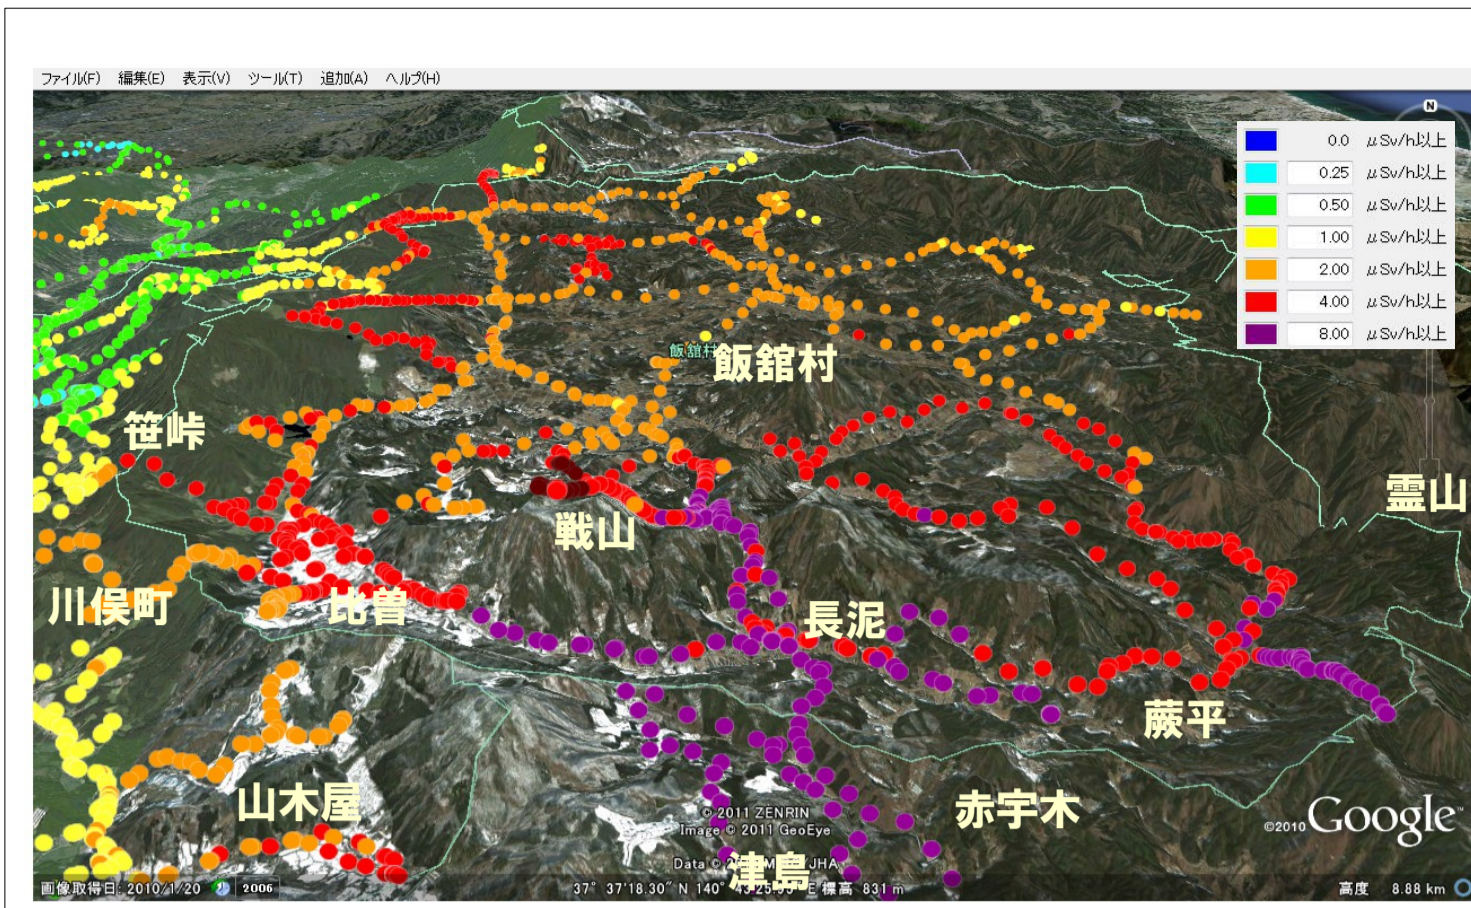 ファイル(F) 編集(E) 表示(V) ツール(T) 追加(A) ヘルプ(H)
N
0.0 μSv/h以上
0.25 μSv/h以上
0.50 μSv/h以上
1.00 μSv/h以上
2.00 μSv/h以上
4.00 μSv/h以上
8.00 μSv/h以上
飯舘村
飯舘村
笹峠
霊山
戦山
川俣町
比曽
長泥
蕨平
山木屋
赤宇木
津島
© 2011 ZENRIN
Image © 2011 GeoEye
Data ©
/JHA
©2010 Google™
画像取得日: 2010/1/20 2006
37° 37'18.30" N 140° E 標高 831 m
高度 8.88 km